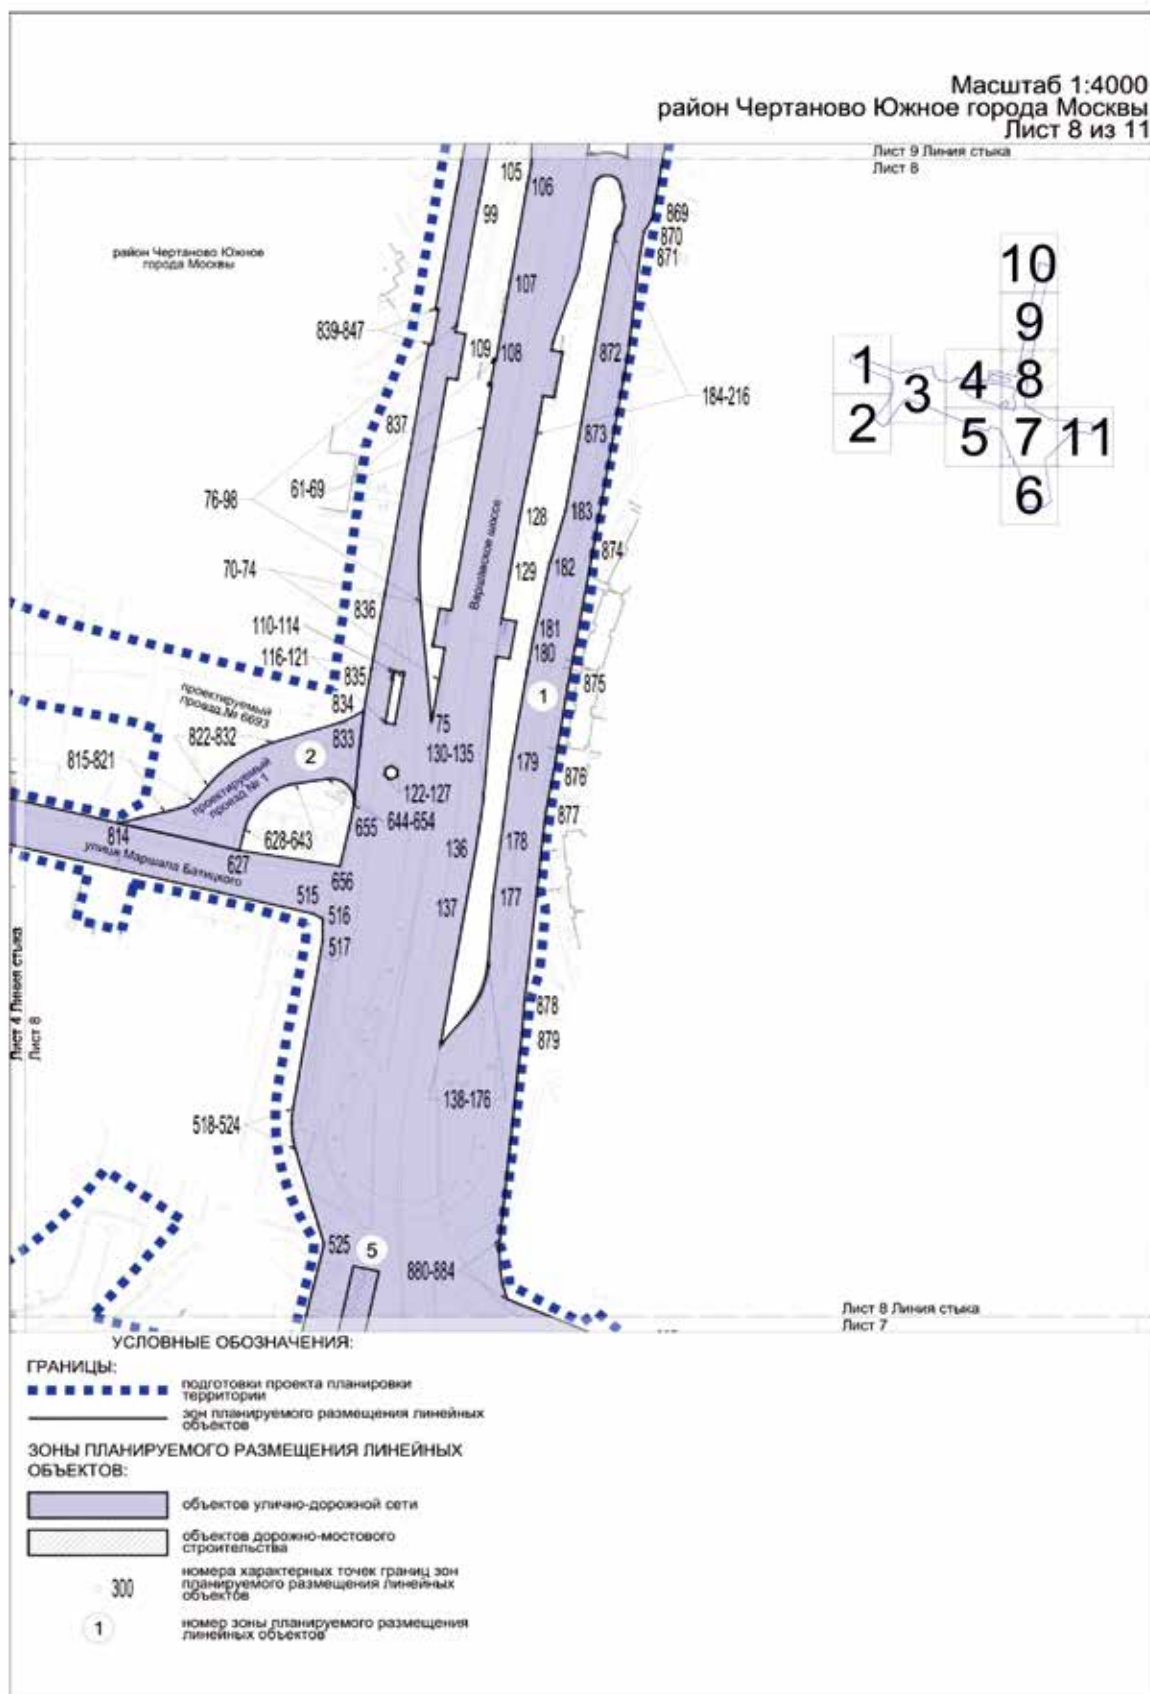 Масштаб 1:4000
район Чертаново Южное города Москвы
Лист 8 из 11
Лист 9 Линия стыка
Лист 8
105
106
99
869
870
871
район Чертаново Южное
города Москвы
107
839-847
109
108
872
184-216
837
873
10
9
1
4
8
3
2
5
7
11
6
76-98
61-69
Варшавское шоссе
128
183
874
70-74
129
182
836
110-114
181
116-121
180
835
875
834
1
проектируемый
проезд № 6693
75
822-832
833
130-135
2
179
815-821
876
проектируемый
проезд № 1
122-127
877
655
644-654
814
628-643
178
136
улица Маршала Батицкого
627
656
515
177
137
516
517
Лист 4 Линия стыка
Лист 8
878
879
138-176
518-524
525
5
880-884
Лист 8 Линия стыка
Лист 7
УСЛОВНЫЕ ОБОЗНАЧЕНИЯ:
ГРАНИЦЫ:
подготовки проекта планировки
территории
зон планируемого размещения линейных
объектов
ЗОНЫ ПЛАНИРУЕМОГО РАЗМЕЩЕНИЯ ЛИНЕЙНЫХ
ОБЪЕКТОВ:
объектов улично-дорожной сети
объектов дорожно-мостового
строительства
300
номера характерных точек границ зон
планируемого размещения линейных
объектов
1
номер зоны планируемого размещения
линейных объектов